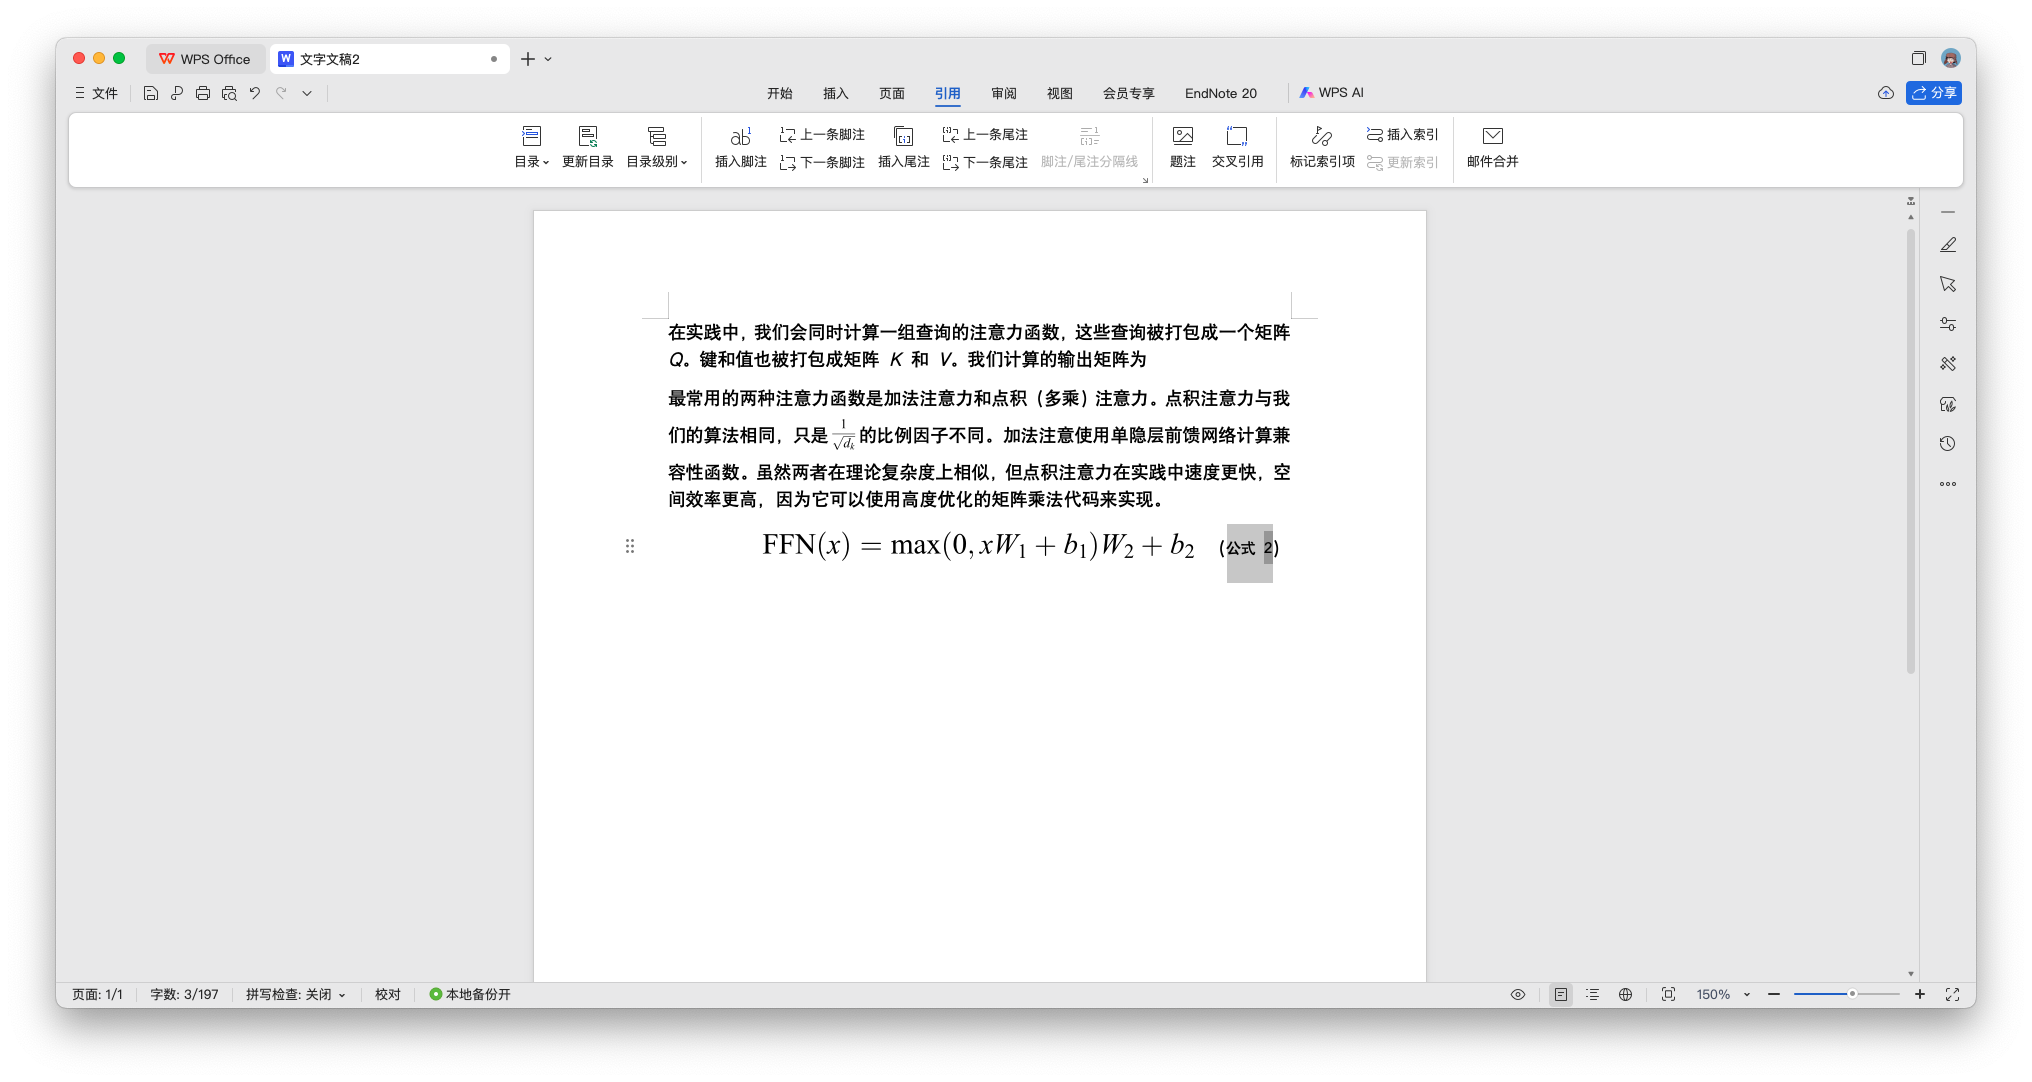 WPS Office
文字文稿2
文件
开始
插入
页面
引用
审阅
视图
会员专享
EndNote 20
WPS AI
分享
目录
更新目录
目录级别
ab¹
插入脚注
上一条脚注
下一条脚注
插入尾注
上一条尾注
下一条尾注
脚注/尾注分隔线
题注
交叉引用
标记索引项
插入索引
更新索引
邮件合并
在实践中，我们会同时计算一组查询的注意力函数，这些查询被打包成一个矩阵
Q。键和值也被打包成矩阵 K 和 V。我们计算的输出矩阵为
最常用的两种注意力函数是加法注意力和点积（多乘）注意力。点积注意力与我
们的算法相同，只是 1/√d_k 的比例因子不同。加法注意使用单隐层前馈网络计算兼
容性函数。虽然两者在理论复杂度上相似，但点积注意力在实践中速度更快，空
间效率更高，因为它可以使用高度优化的矩阵乘法代码来实现。
FFN(x) = max(0, xW₁ + b₁)W₂ + b₂ (公式 2)
页面: 1/1
字数: 3/197
拼写检查: 关闭
校对
本地备份开
150%